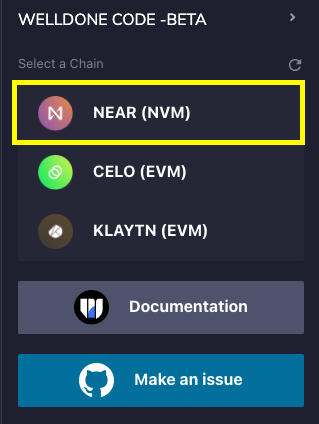 WELLDONE CODE -BETA
Select a Chain
NEAR (NVM)
CELO (EVM)
KLAYTN (EVM)
Documentation
Make an issue